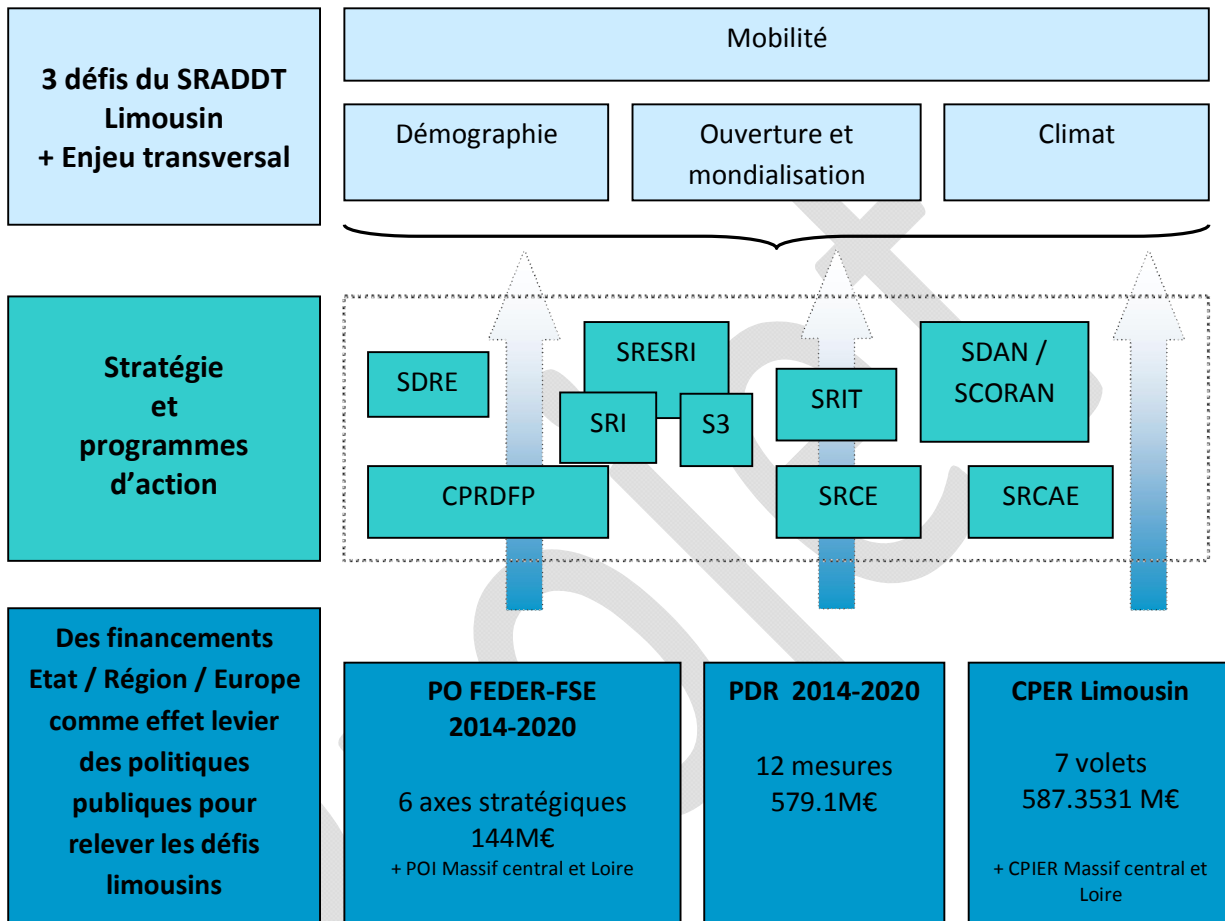 3 défis du SRADDT
Limousin
+ Enjeu transversal
Mobilité
Démographie
Ouverture et
mondialisation
Climat
Stratégie
et
programmes
d’action
SDRE
SRESRI
SRI
S3
SRIT
SDAN /
SCORAN
CPRDFP
SRCE
SRCAE
Des financements
Etat / Région / Europe
comme effet levier
des politiques
publiques pour
relever les défis
limousins
PO FEDER-FSE
2014-2020
6 axes stratégiques
144M€
+ POI Massif central et Loire
PDR 2014-2020
12 mesures
579.1M€
CPER Limousin
7 volets
587.3531 M€
+ CPIER Massif central et
Loire